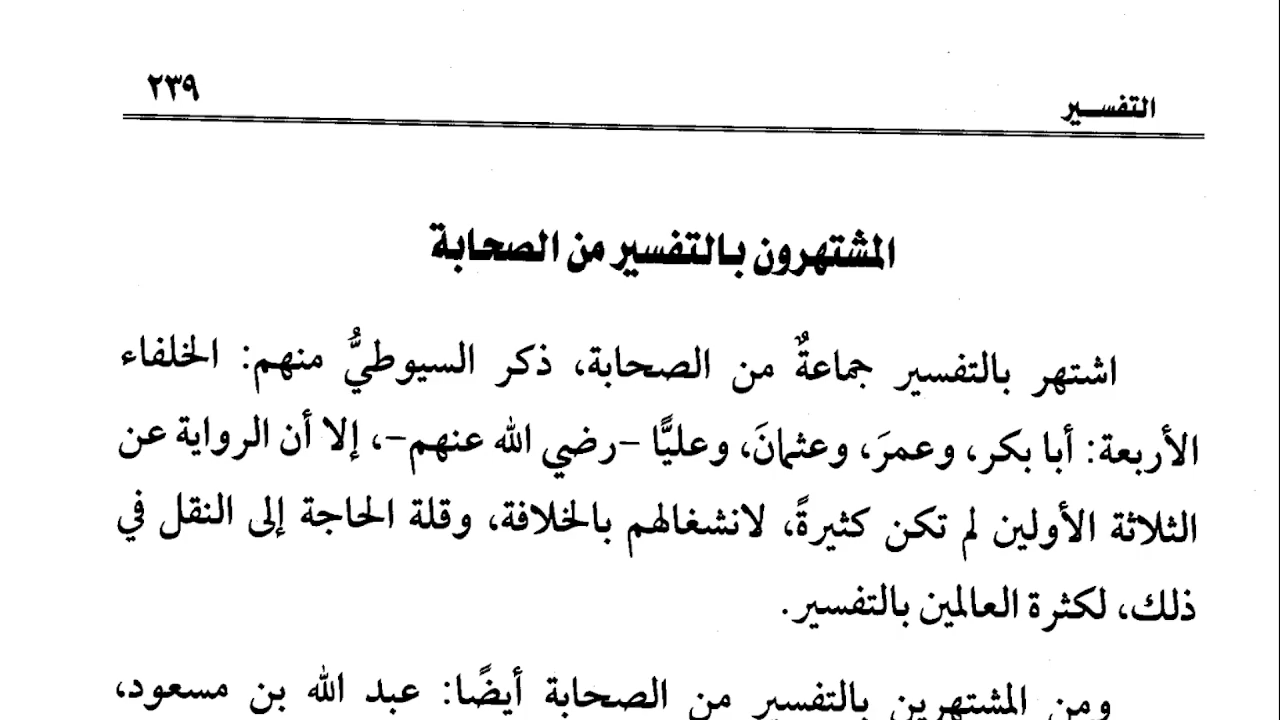 التفسير
٢٣٩
المشتهرون بالتفسير من الصحابة
اشتهر بالتفسير جماعةٌ من الصحابة، ذكر السيوطيُّ منهم: الخلفاء
الأربعة: أبا بكر، وعمرَ، وعثمانَ، وعليًّا –رضي الله عنهم–، إلا أن الرواية عن
الثلاثة الأولين لم تكن كثيرةً، لانشغالهم بالخلافة، وقلة الحاجة إلى النقل في
ذلك، لكثرة العالمين بالتفسير.
ومن المشتهرين بالتفسير من الصحابة أيضًا: عبد الله بن مسعود،